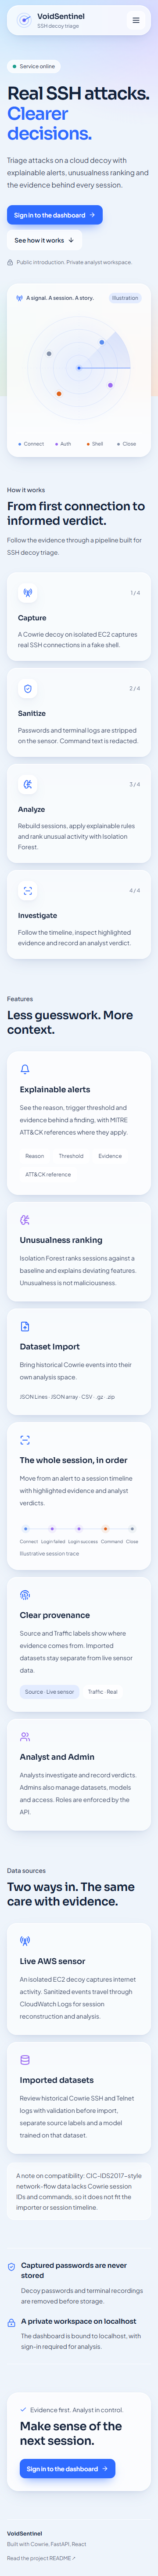 VoidSentinel
SSH decoy triage
Service online
Real SSH attacks.
Clearer
decisions.
Triage attacks on a cloud decoy with
explainable alerts, unusualness ranking and
the evidence behind every session.
Sign in to the dashboard →
See how it works ↓
Public introduction. Private analyst workspace.
A signal. A session. A story.
Illustration
Connect
Auth
Shell
Close
How it works
From first connection to
informed verdict.
Follow the evidence through a pipeline built for
SSH decoy triage.
1 / 4
Capture
A Cowrie decoy on isolated EC2 captures
real SSH connections in a fake shell.
2 / 4
Sanitize
Passwords and terminal logs are stripped
on the sensor. Command text is redacted.
3 / 4
Analyze
Rebuild sessions, apply explainable rules
and rank unusual activity with Isolation
Forest.
4 / 4
Investigate
Follow the timeline, inspect highlighted
evidence and record an analyst verdict.
Features
Less guesswork. More
context.
Explainable alerts
See the reason, trigger threshold and
evidence behind a finding, with MITRE
ATT&CK references where they apply.
Reason
Threshold
Evidence
ATT&CK reference
Unusualness ranking
Isolation Forest ranks sessions against a
baseline and explains deviating features.
Unusualness is not maliciousness.
Dataset Import
Bring historical Cowrie events into their
own analysis space.
JSON Lines · JSON array · CSV · .gz · .zip
The whole session, in order
Move from an alert to a session timeline
with highlighted evidence and analyst
verdicts.
Connect
Login failed
Login success
Command
Close
Illustrative session trace
Clear provenance
Source and Traffic labels show where
evidence comes from. Imported
datasets stay separate from live sensor
data.
Source · Live sensor
Traffic · Real
Analyst and Admin
Analysts investigate and record verdicts.
Admins also manage datasets, models
and access. Roles are enforced by the
API.
Data sources
Two ways in. The same
care with evidence.
Live AWS sensor
An isolated EC2 decoy captures internet
activity. Sanitized events travel through
CloudWatch Logs for session
reconstruction and analysis.
Imported datasets
Review historical Cowrie SSH and Telnet
logs with validation before import,
separate source labels and a model
trained on that dataset.
A note on compatibility: CIC-IDS2017-style
network-flow data lacks Cowrie session
IDs and commands, so it does not fit the
importer or session timeline.
Captured passwords are never
stored
Decoy passwords and terminal recordings
are removed before storage.
A private workspace on localhost
The dashboard is bound to localhost, with
sign-in required for analysis.
Evidence first. Analyst in control.
Make sense of the
next session.
Sign in to the dashboard →
VoidSentinel
Built with Cowrie, FastAPI, React
Read the project README ↗